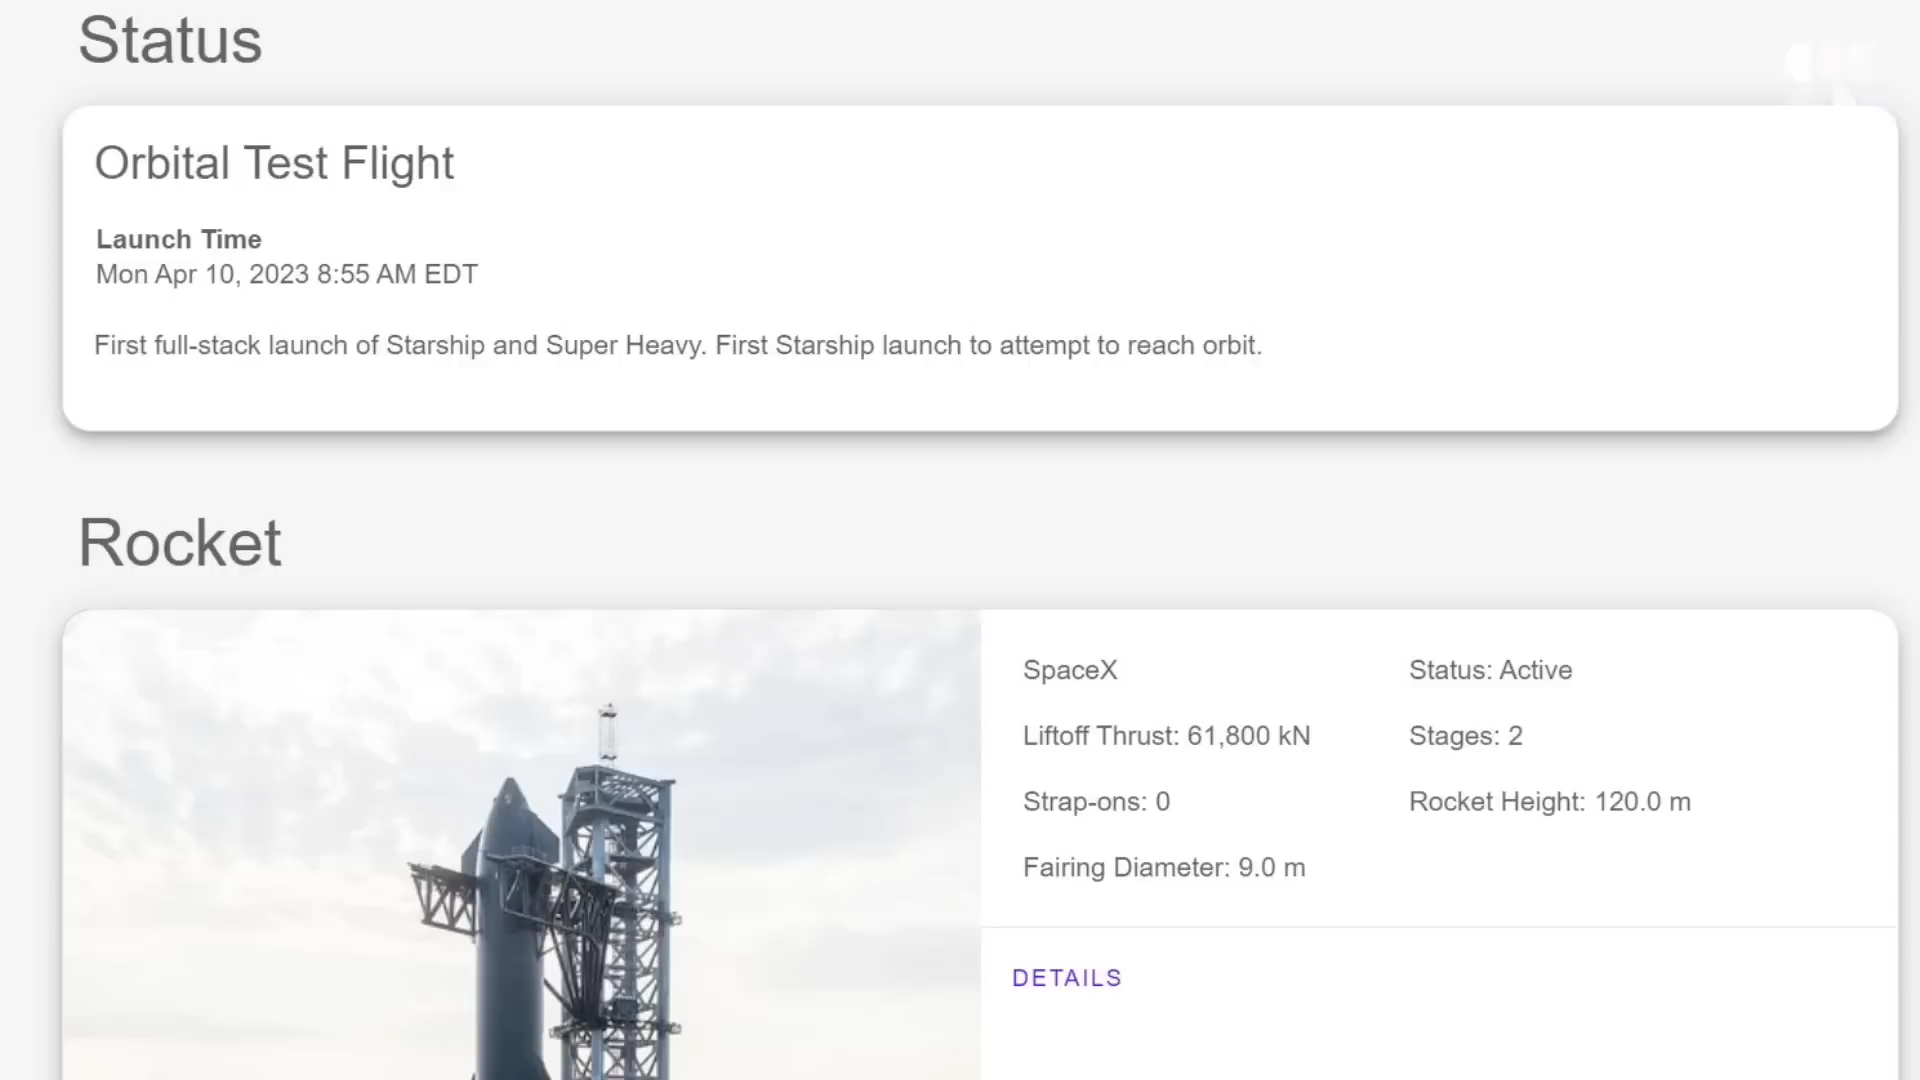 Status
Orbital Test Flight
Launch Time
Mon Apr 10, 2023 8:55 AM EDT
First full-stack launch of Starship and Super Heavy. First Starship launch to attempt to reach orbit.
Rocket
SpaceX
Status: Active
Liftoff Thrust: 61,800 kN
Stages: 2
Strap-ons: 0
Rocket Height: 120.0 m
Fairing Diameter: 9.0 m
DETAILS